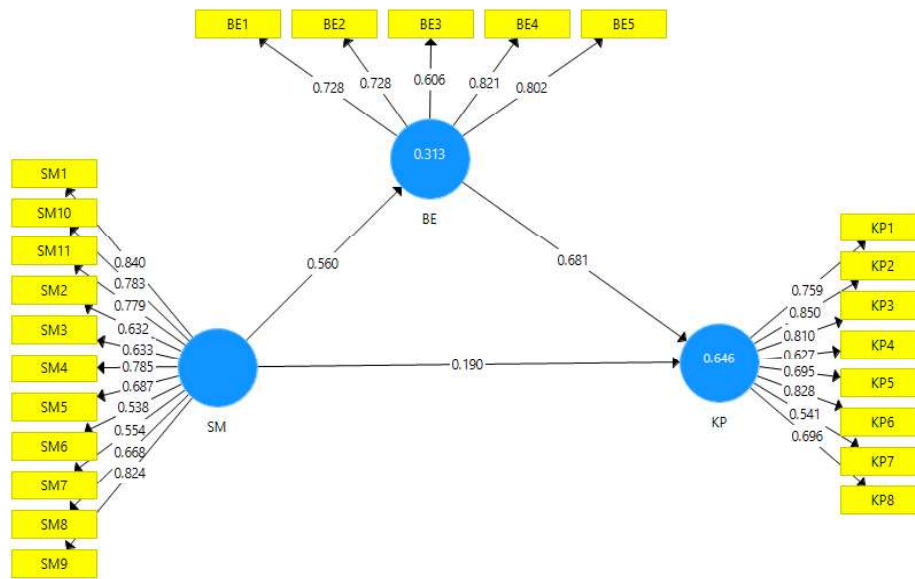 BE1 BE2 BE3 BE4 BE5
0.728 0.728 0.606 0.821 0.802
0.313
BE
SM1
SM10
SM11
SM2
SM3
SM4
SM5
SM6
SM7
SM8
SM9
0.840
0.783
0.779
0.632
0.633
0.785
0.687
0.538
0.554
0.668
0.824
SM
0.560
0.681
0.190
0.646
KP
0.759
0.850
0.810
0.627
0.695
0.828
0.541
0.696
KP1
KP2
KP3
KP4
KP5
KP6
KP7
KP8